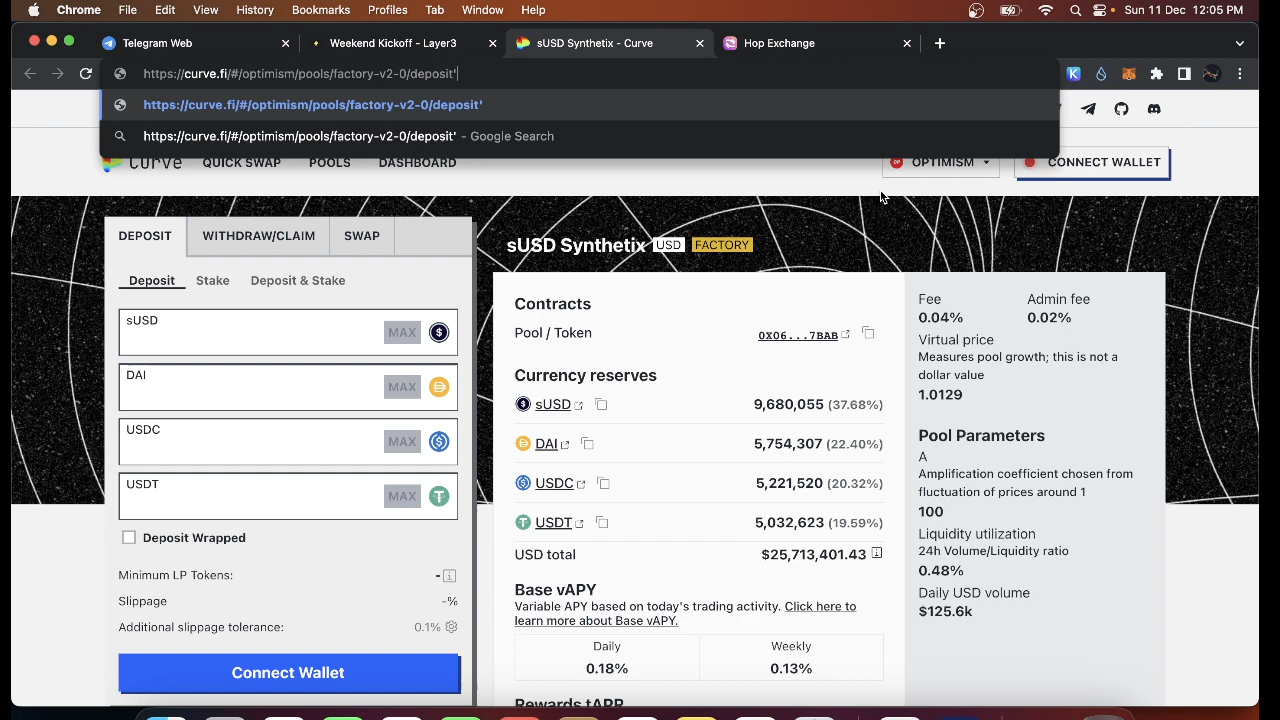 Chrome File Edit View History Bookmarks Profiles Tab Window Help Sun 11 Dec 12:05 PM
Telegram Web Weekend Kickoff - Layer3 sUSD Synthetix - Curve Hop Exchange
https://curve.fi/#/optimism/pools/factory-v2-0/deposit'
https://curve.fi/#/optimism/pools/factory-v2-0/deposit'
https://curve.fi/#/optimism/pools/factory-v2-0/deposit' - Google Search
curve QUICK SWAP POOLS DASHBOARD OPTIMISM CONNECT WALLET
DEPOSIT WITHDRAW/CLAIM SWAP
Deposit Stake Deposit & Stake
sUSD
MAX
DAI
MAX
USDC
MAX
USDT
MAX
Deposit Wrapped
Minimum LP Tokens: -
Slippage -%
Additional slippage tolerance: 0.1%
Connect Wallet
sUSD Synthetix USD FACTORY
Contracts
Pool / Token 0X06...7BAB
Currency reserves
sUSD 9,680,055 (37.68%)
DAI 5,754,307 (22.40%)
USDC 5,221,520 (20.32%)
USDT 5,032,623 (19.59%)
USD total $25,713,401.43
Base vAPY
Variable APY based on today's trading activity. Click here to
learn more about Base vAPY.
Daily Weekly
0.18% 0.13%
Rewards tAPR
Fee Admin fee
0.04% 0.02%
Virtual price
Measures pool growth; this is not a
dollar value
1.0129
Pool Parameters
A
Amplification coefficient chosen from
fluctuation of prices around 1
100
Liquidity utilization
24h Volume/Liquidity ratio
0.48%
Daily USD volume
$125.6k